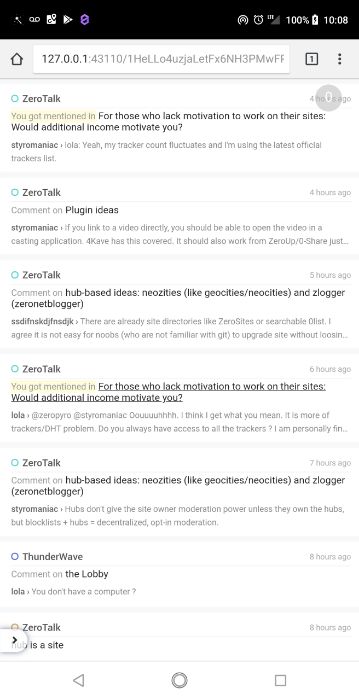 100% 10:08
127.0.0.1:43110/1HeLLo4uzjaLetFx6NH3PMwFF
1
ZeroTalk 4 hours ago
0
You got mentioned in For those who lack motivation to work on their sites:
Would additional income motivate you?
styromaniac › lola: Yeah, my tracker count fluctuates and I'm using the latest official
trackers list.
ZeroTalk 4 hours ago
Comment on Plugin ideas
styromaniac › If you link to a video directly, you should be able to open the video in a
casting application. 4Kave has this covered. It should also work from ZeroUp/0-Share just...
ZeroTalk 5 hours ago
Comment on hub-based ideas: neozities (like geocities/neocities) and zlogger
(zeronetblogger)
ssdifnskdjfnsdjk › There are already site directories like ZeroSites or searchable 0list. I
agree it is not easy for noobs (who are not familiar with git) to upgrade site without loosin...
ZeroTalk 6 hours ago
You got mentioned in For those who lack motivation to work on their sites:
Would additional income motivate you?
lola › @zeropyro @styromaniac Oouuuuhhhh. I think I get what you mean. It is more of
trackers/DHT problem. Do you always have access to all the trackers ? I am personally fin...
ZeroTalk 7 hours ago
Comment on hub-based ideas: neozities (like geocities/neocities) and zlogger
(zeronetblogger)
styromaniac › Hubs don't give the site owner moderation power unless they own the hubs,
but blocklists + hubs = decentralized, opt-in moderation.
ThunderWave 8 hours ago
Comment on the Lobby
lola › You don't have a computer ?
ZeroTalk 8 hours ago
hub is a site